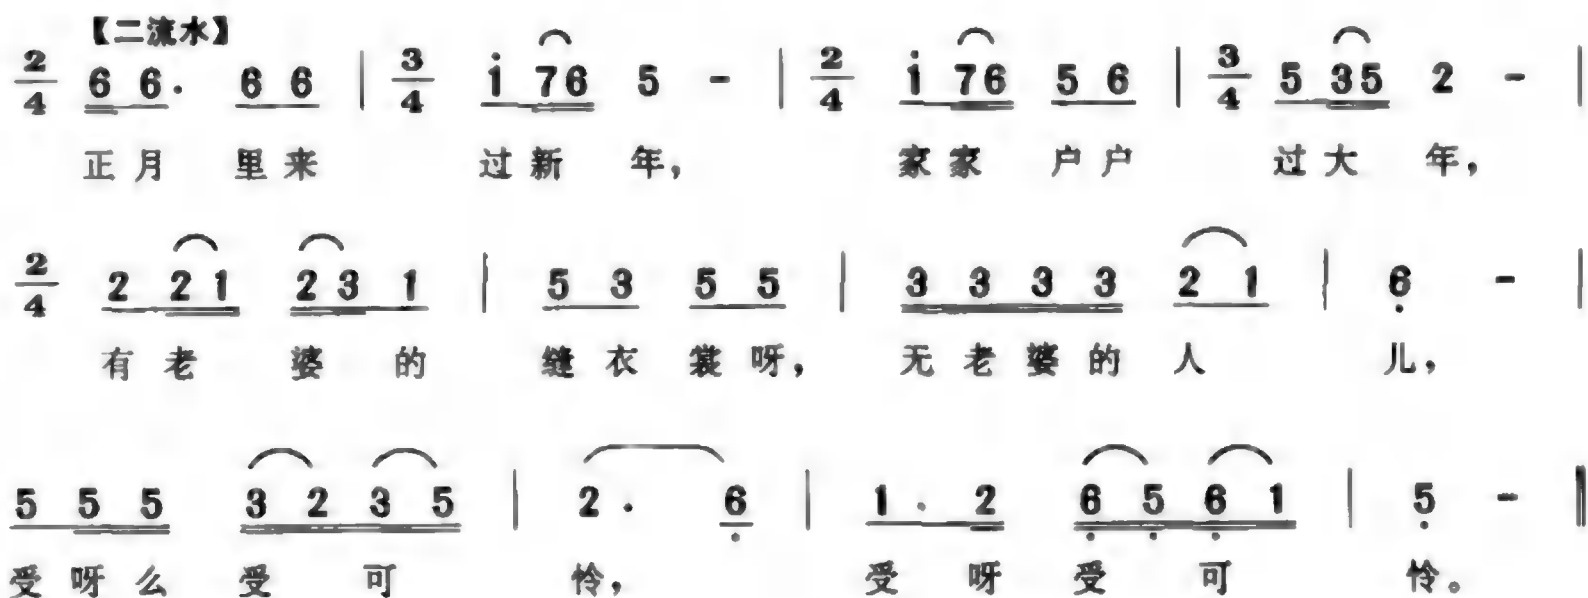 【二流水】
2/4 6 6· 6 6 | 3/4 i 76 5 - | 2/4 i 76 5 6 | 3/4 5 35 2 - |
正月 里来 过新 年， 家家 户户 过大 年，
2/4 2 21 23 1 | 5 3 5 5 | 3 3 3 3 2 1 | 6̣ - |
有老 婆的 缝衣 裳呀， 无老婆的人 儿，
5 5 5 3 2 3 5 | 2· 6̣ | 1· 2 6̣ 5̣ 6̣ 1 | 5̣ - ‖
受呀么 受 可 怜， 受 呀 受 可 怜。